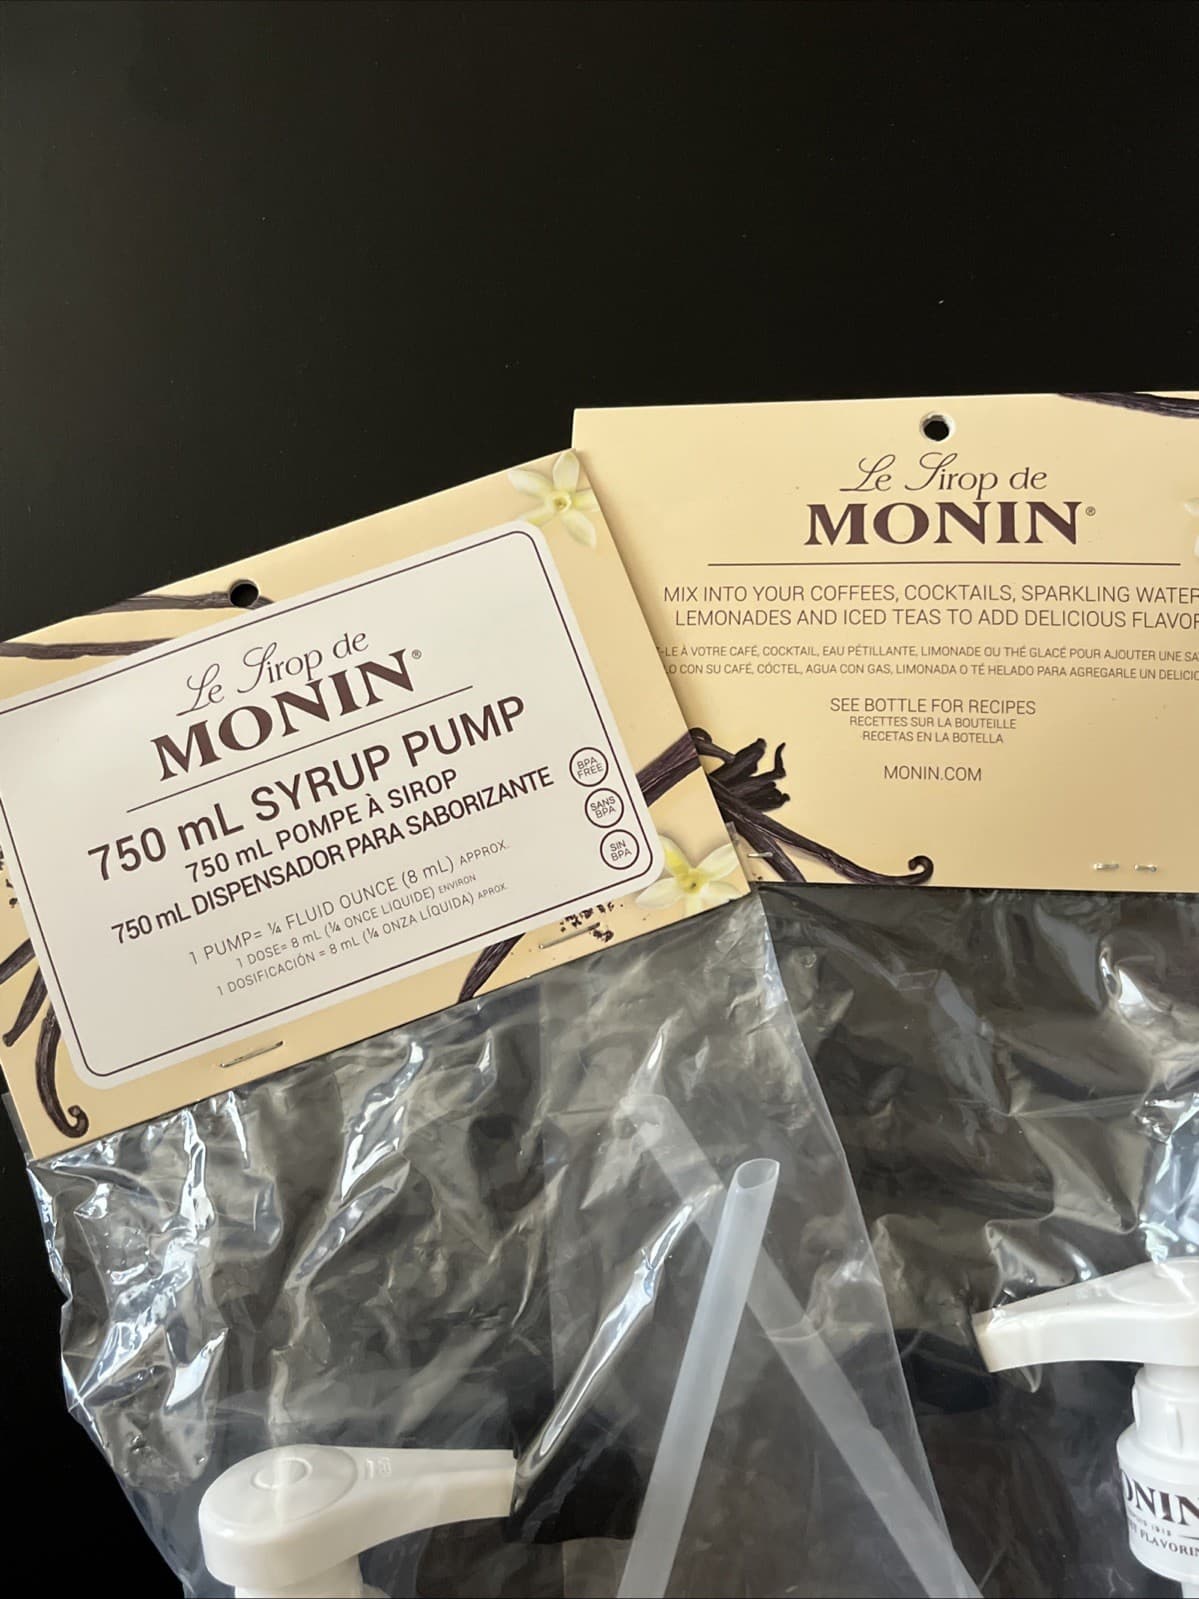 Le Sirop de
MONIN®
750 mL SYRUP PUMP
750 mL POMPE À SIROP
750 mL DISPENSADOR PARA SABORIZANTE
1 PUMP= ¼ FLUID OUNCE (8 mL) APPROX.
1 DOSE= 8 mL (¼ ONCE LIQUIDE) ENVIRON
1 DOSIFICACIÓN = 8 mL (¼ ONZA LÍQUIDA) APROX.
BPA
FREE
SANS
BPA
SIN
BPA
Le Sirop de
MONIN®
MIX INTO YOUR COFFEES, COCKTAILS, SPARKLING WATER
LEMONADES AND ICED TEAS TO ADD DELICIOUS FLAVOR
-LE À VOTRE CAFÉ, COCKTAIL, EAU PÉTILLANTE, LIMONADE OU THÉ GLACÉ POUR AJOUTER UNE
CON SU CAFÉ, CÓCTEL, AGUA CON GAS, LIMONADA O TÉ HELADO PARA AGREGARLE UN
SEE BOTTLE FOR RECIPES
RECETTES SUR LA BOUTEILLE
RECETAS EN LA BOTELLA
MONIN.COM